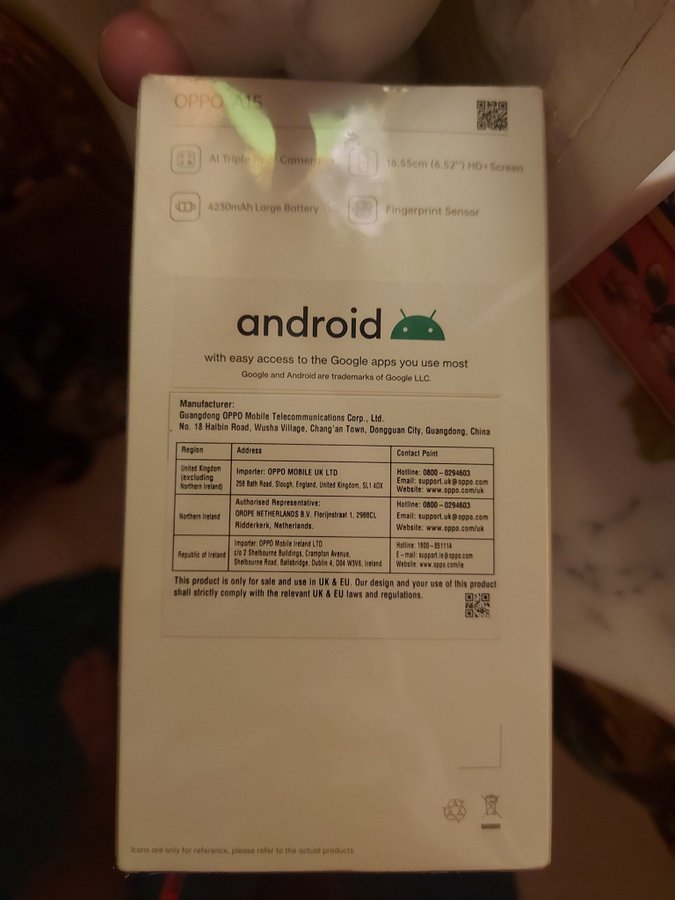 OPPO A15
AI Triple Rear Camera
16.55cm (6.52'') HD+Screen
4230mAh Large Battery
Fingerprint Sensor
android
with easy access to the Google apps you use most
Google and Android are trademarks of Google LLC.
Manufacturer:
Guangdong OPPO Mobile Telecommunications Corp., Ltd.
No. 18 Haibin Road, Wusha Village, Chang'an Town, Dongguan City, Guangdong, China
Region Address Contact Point
United Kingdom
(excluding
Northern Ireland)
Importer: OPPO MOBILE UK LTD
255 Bath Road, Slough, England, United Kingdom, SL1 4DX
Hotline: 0800-0294603
Email: support.uk@oppo.com
Website: www.oppo.com/uk
Northern Ireland
Authorised Representative:
OROPE NETHERLANDS B.V. Florijnstraat 1, 2988CL
Ridderkerk, Netherlands.
Hotline: 0800-0294603
Email: support.uk@oppo.com
Website: www.oppo.com/uk
Republic of Ireland
Importer: OPPO Mobile Ireland LTD
c/o 2 Shelbourne Buildings, Crampton Avenue,
Shelbourne Road, Ballsbridge, Dublin 4, D04 W3V6, Ireland
Hotline: 1800-851114
E-mail: support.ie@oppo.com
Website: www.oppo.com/ie
This product is only for sale and use in UK & EU. Our design and your use of this product
shall strictly comply with the relevant UK & EU laws and regulations.
Icons are only for reference, please refer to the actual products